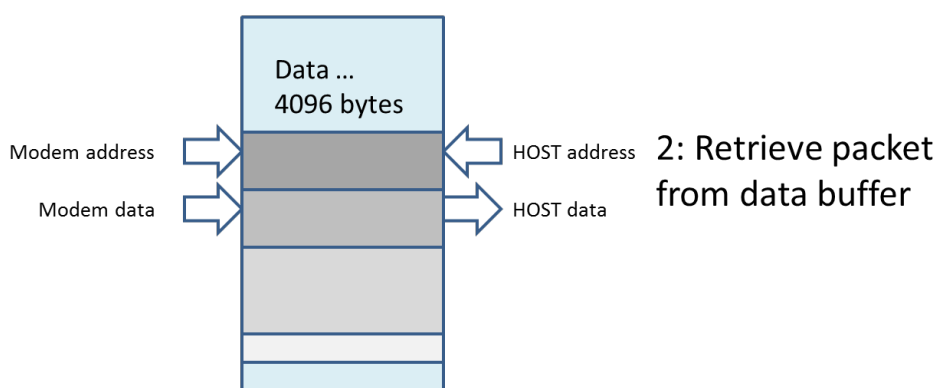 Data ...
4096 bytes
Modem address
HOST address
2: Retrieve packet
from data buffer
Modem data
HOST data